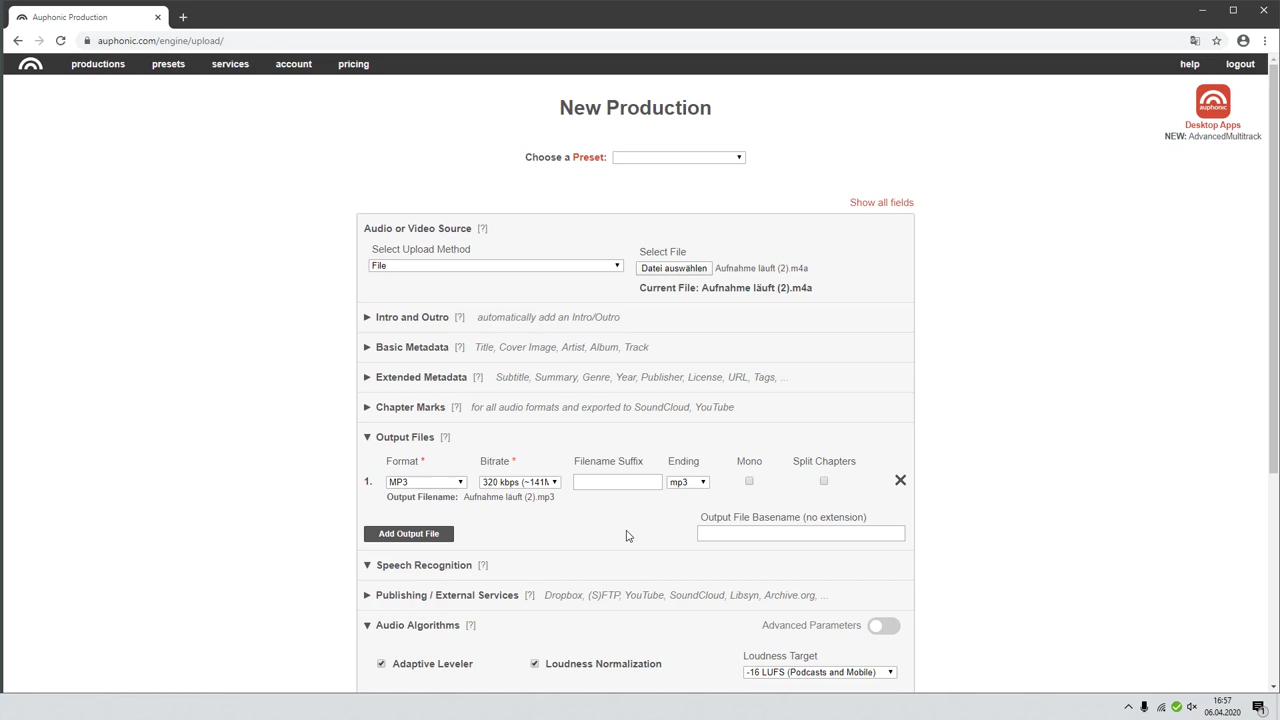 Auphonic Production
auphonic.com/engine/upload/
productions presets services account pricing help logout
New Production
auphonic
Desktop Apps
NEW: AdvancedMultitrack
Choose a Preset:
Show all fields
Audio or Video Source [?]
Select Upload Method
File
Select File
Datei auswählen Aufnahme läuft (2).m4a
Current File: Aufnahme läuft (2).m4a
Intro and Outro [?] automatically add an Intro/Outro
Basic Metadata [?] Title, Cover Image, Artist, Album, Track
Extended Metadata [?] Subtitle, Summary, Genre, Year, Publisher, License, URL, Tags, ...
Chapter Marks [?] for all audio formats and exported to SoundCloud, YouTube
Output Files [?]
Format * Bitrate * Filename Suffix Ending Mono Split Chapters
1. MP3 320 kbps (~141M mp3
Output Filename: Aufnahme läuft (2).mp3
Output File Basename (no extension)
Add Output File
Speech Recognition [?]
Publishing / External Services [?] Dropbox, (S)FTP, YouTube, SoundCloud, Libsyn, Archive.org, ...
Audio Algorithms [?] Advanced Parameters
Adaptive Leveler Loudness Normalization
Loudness Target
-16 LUFS (Podcasts and Mobile)
16:57
06.04.2020
1